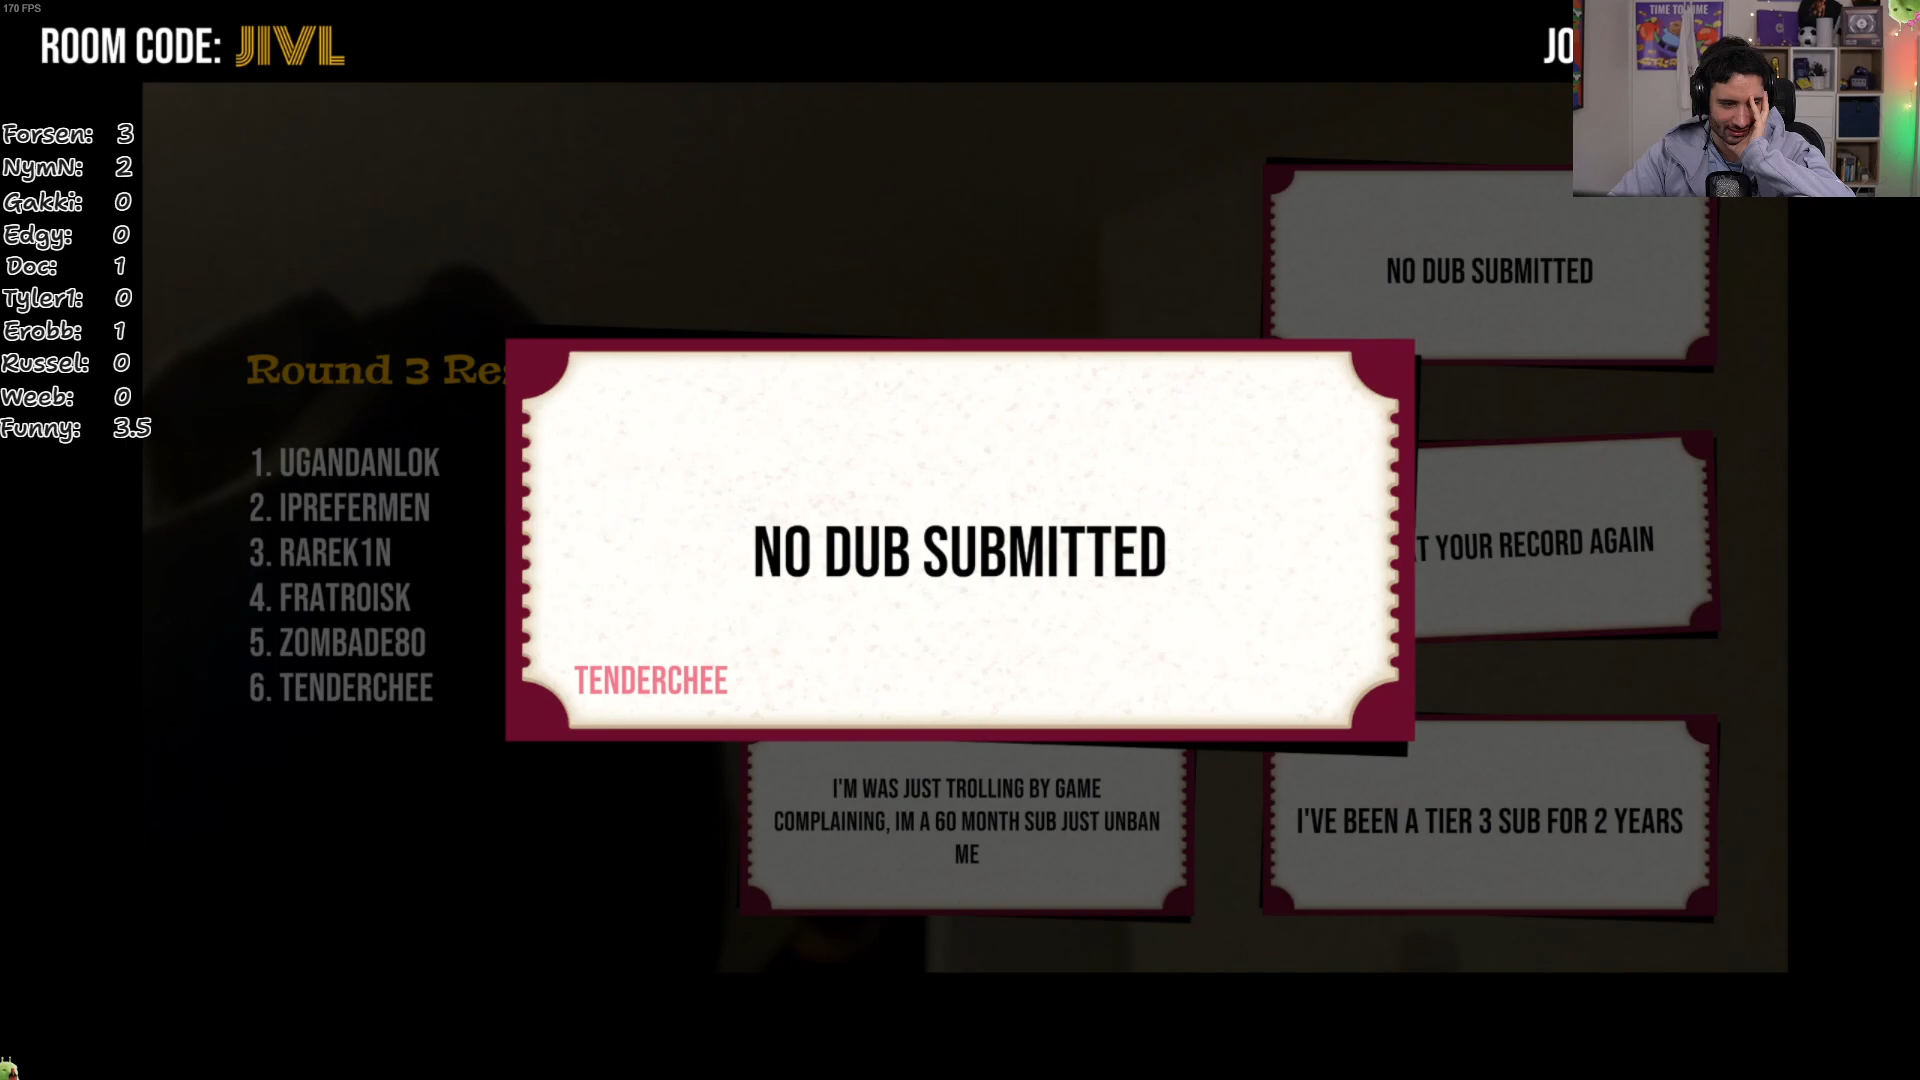 170 FPS
ROOM CODE: JIVL
JO
TIME TO
Forsen: 3
NymN: 2
Gakki: 0
Edgy: 0
Doc: 1
Tyler1: 0
Erobb: 1
Russel: 0
Weeb: 0
Funny: 3.5
Round 3 Re
1. UGANDANLOK
2. IPREFERMEN
3. RAREK1N
4. FRATROISK
5. ZOMBADE80
6. TENDERCHEE
NO DUB SUBMITTED
TENDERCHEE
NO DUB SUBMITTED
T YOUR RECORD AGAIN
I'M WAS JUST TROLLING BY GAME
COMPLAINING, IM A 60 MONTH SUB JUST UNBAN
ME
I'VE BEEN A TIER 3 SUB FOR 2 YEARS